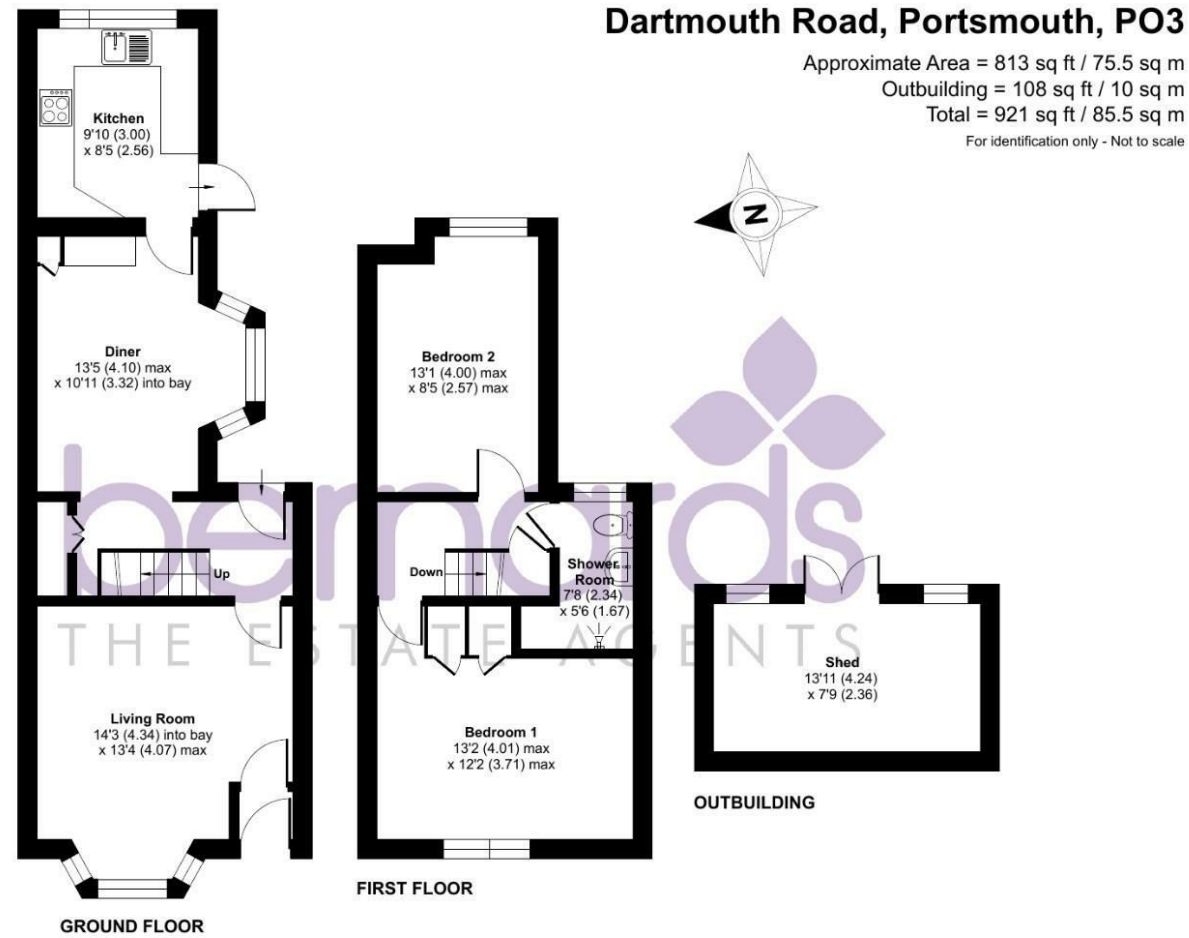 Dartmouth Road, Portsmouth, PO3
Approximate Area = 813 sq ft / 75.5 sq m
Outbuilding = 108 sq ft / 10 sq m
Total = 921 sq ft / 85.5 sq m
For identification only - Not to scale
Kitchen
9'10 (3.00)
x 8'5 (2.56)
N
Diner
13'5 (4.10) max
x 10'11 (3.32) into bay
Up
Living Room
14'3 (4.34) into bay
x 13'4 (4.07) max
GROUND FLOOR
Bedroom 2
13'1 (4.00) max
x 8'5 (2.57) max
Down
Shower
Room
7'8 (2.34)
x 5'6 (1.67)
Bedroom 1
13'2 (4.01) max
x 12'2 (3.71) max
FIRST FLOOR
Shed
13'11 (4.24)
x 7'9 (2.36)
OUTBUILDING
bernards
THE ESTATE AGENTS